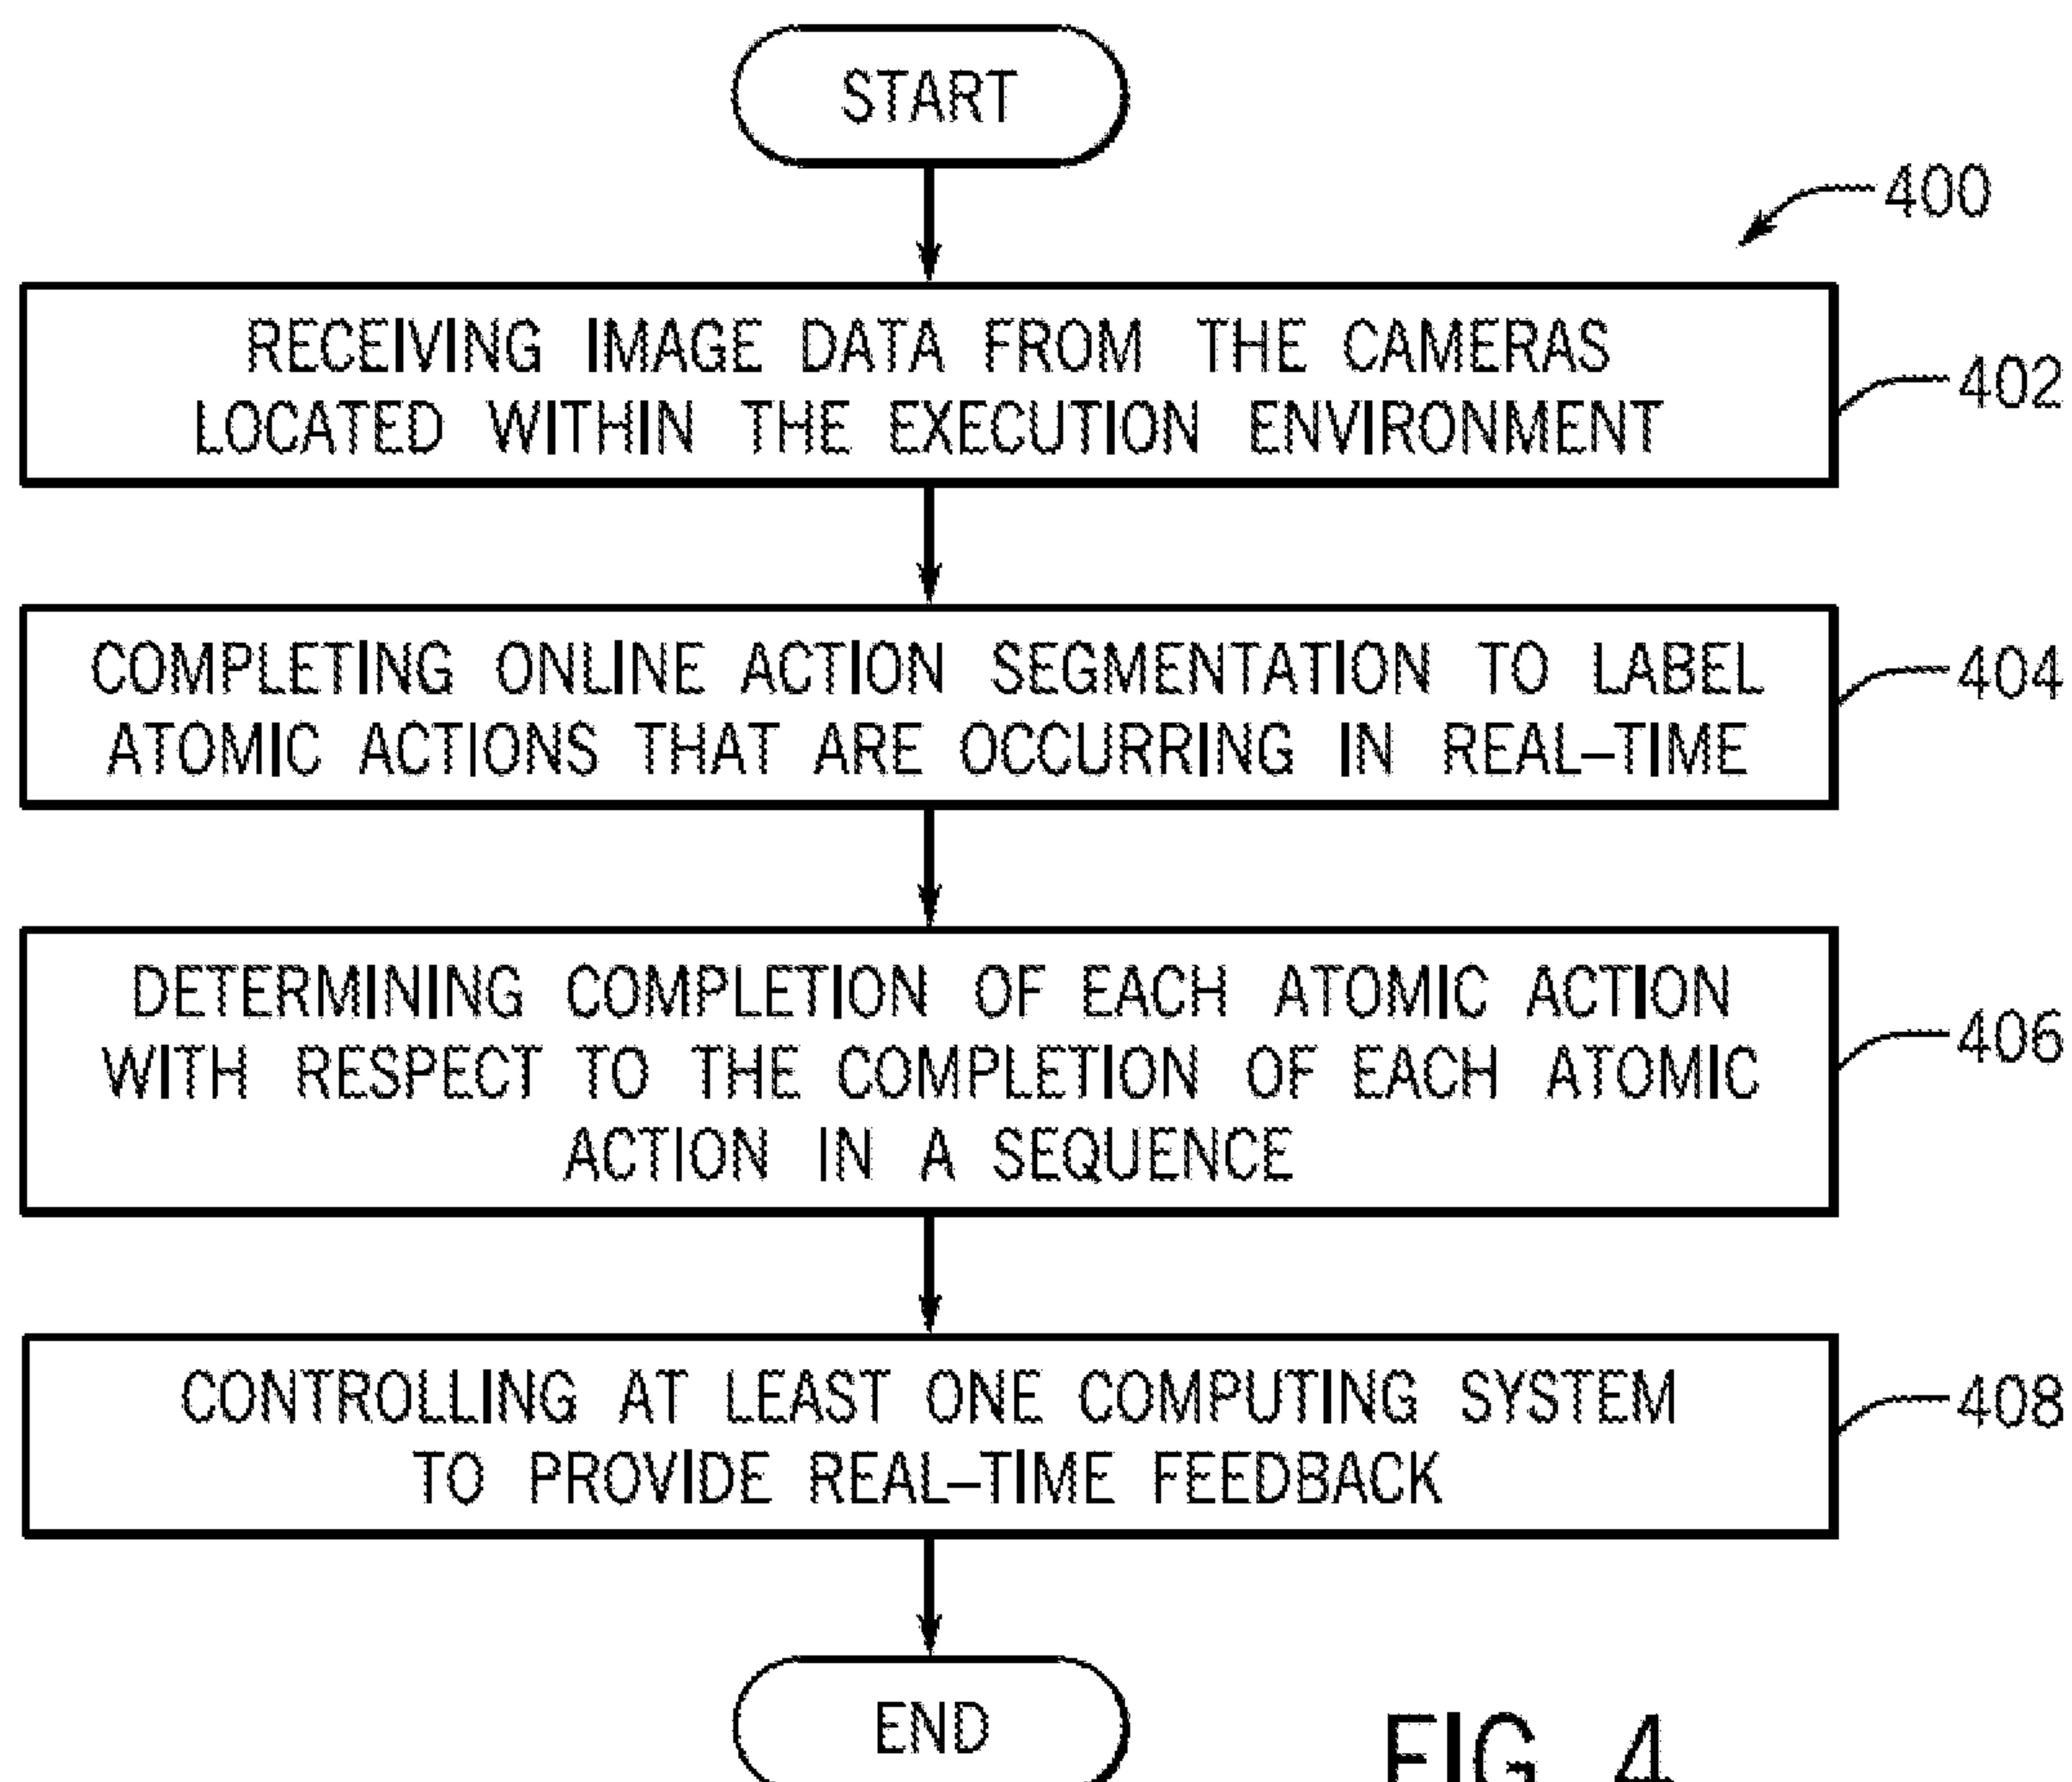 START
400
RECEIVING IMAGE DATA FROM THE CAMERAS
LOCATED WITHIN THE EXECUTION ENVIRONMENT
402
COMPLETING ONLINE ACTION SEGMENTATION TO LABEL
ATOMIC ACTIONS THAT ARE OCCURRING IN REAL–TIME
404
DETERMINING COMPLETION OF EACH ATOMIC ACTION
WITH RESPECT TO THE COMPLETION OF EACH ATOMIC
ACTION IN A SEQUENCE
406
CONTROLLING AT LEAST ONE COMPUTING SYSTEM
TO PROVIDE REAL–TIME FEEDBACK
408
END
FIG. 4